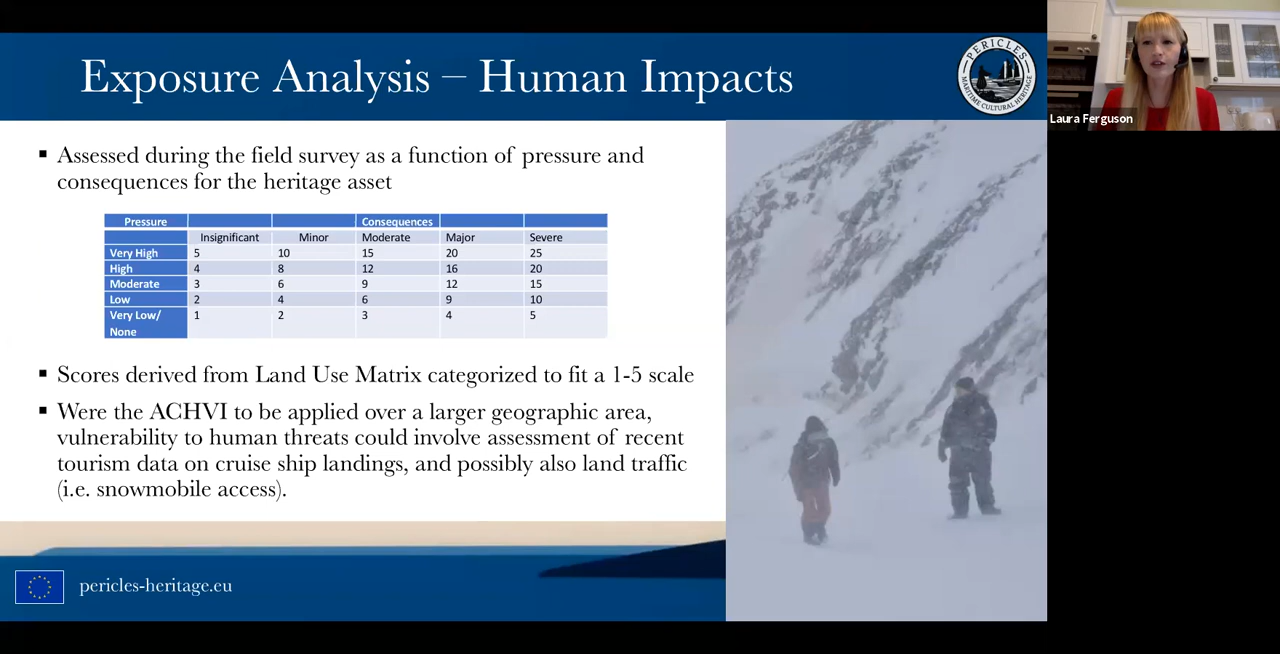 Exposure Analysis – Human Impacts
PERICLES
MARITIME CULTURAL HERITAGE
Laura Ferguson
▪ Assessed during the field survey as a function of pressure and
consequences for the heritage asset
Pressure Consequences
Insignificant Minor Moderate Major Severe
Very High 5 10 15 20 25
High 4 8 12 16 20
Moderate 3 6 9 12 15
Low 2 4 6 9 10
Very Low/ 1 2 3 4 5
None
▪ Scores derived from Land Use Matrix categorized to fit a 1-5 scale
▪ Were the ACHVI to be applied over a larger geographic area,
vulnerability to human threats could involve assessment of recent
tourism data on cruise ship landings, and possibly also land traffic
(i.e. snowmobile access).
pericles-heritage.eu